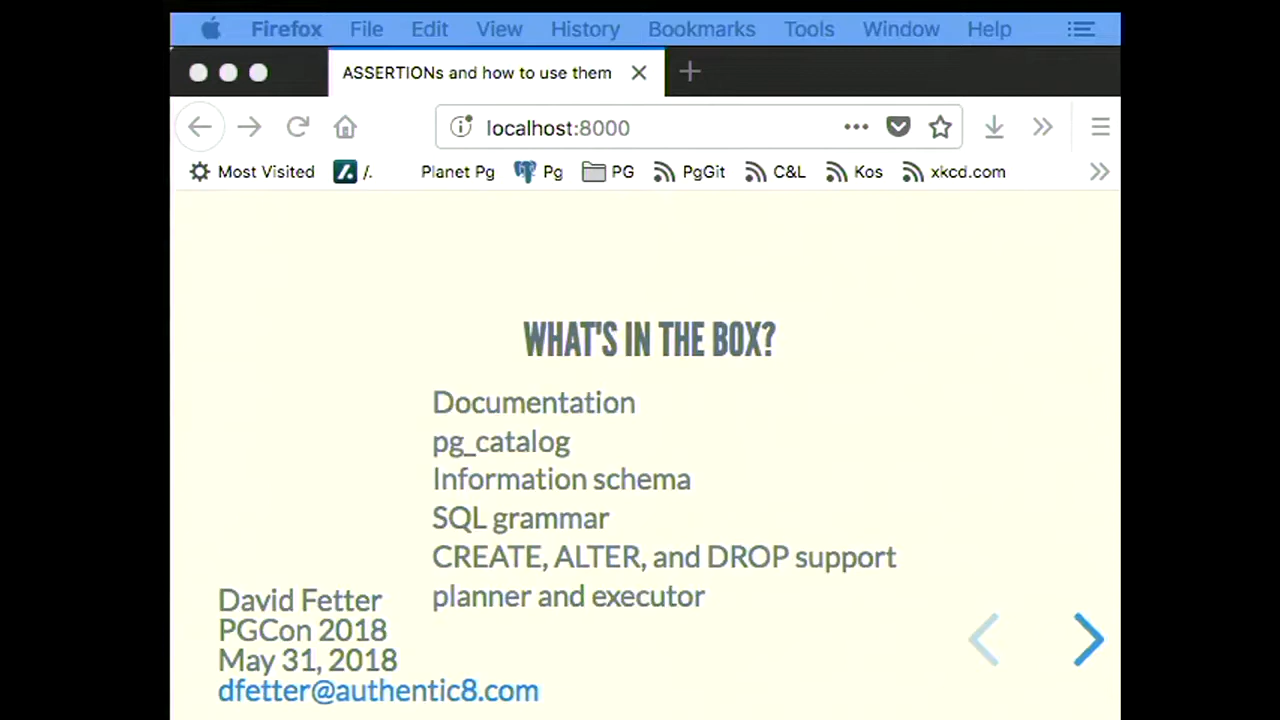 Firefox File Edit View History Bookmarks Tools Window Help
ASSERTIONs and how to use them
localhost:8000
Most Visited /. Planet Pg Pg PG PgGit C&L Kos xkcd.com
WHAT'S IN THE BOX?
Documentation
pg_catalog
Information schema
SQL grammar
CREATE, ALTER, and DROP support
planner and executor
David Fetter
PGCon 2018
May 31, 2018
dfetter@authentic8.com